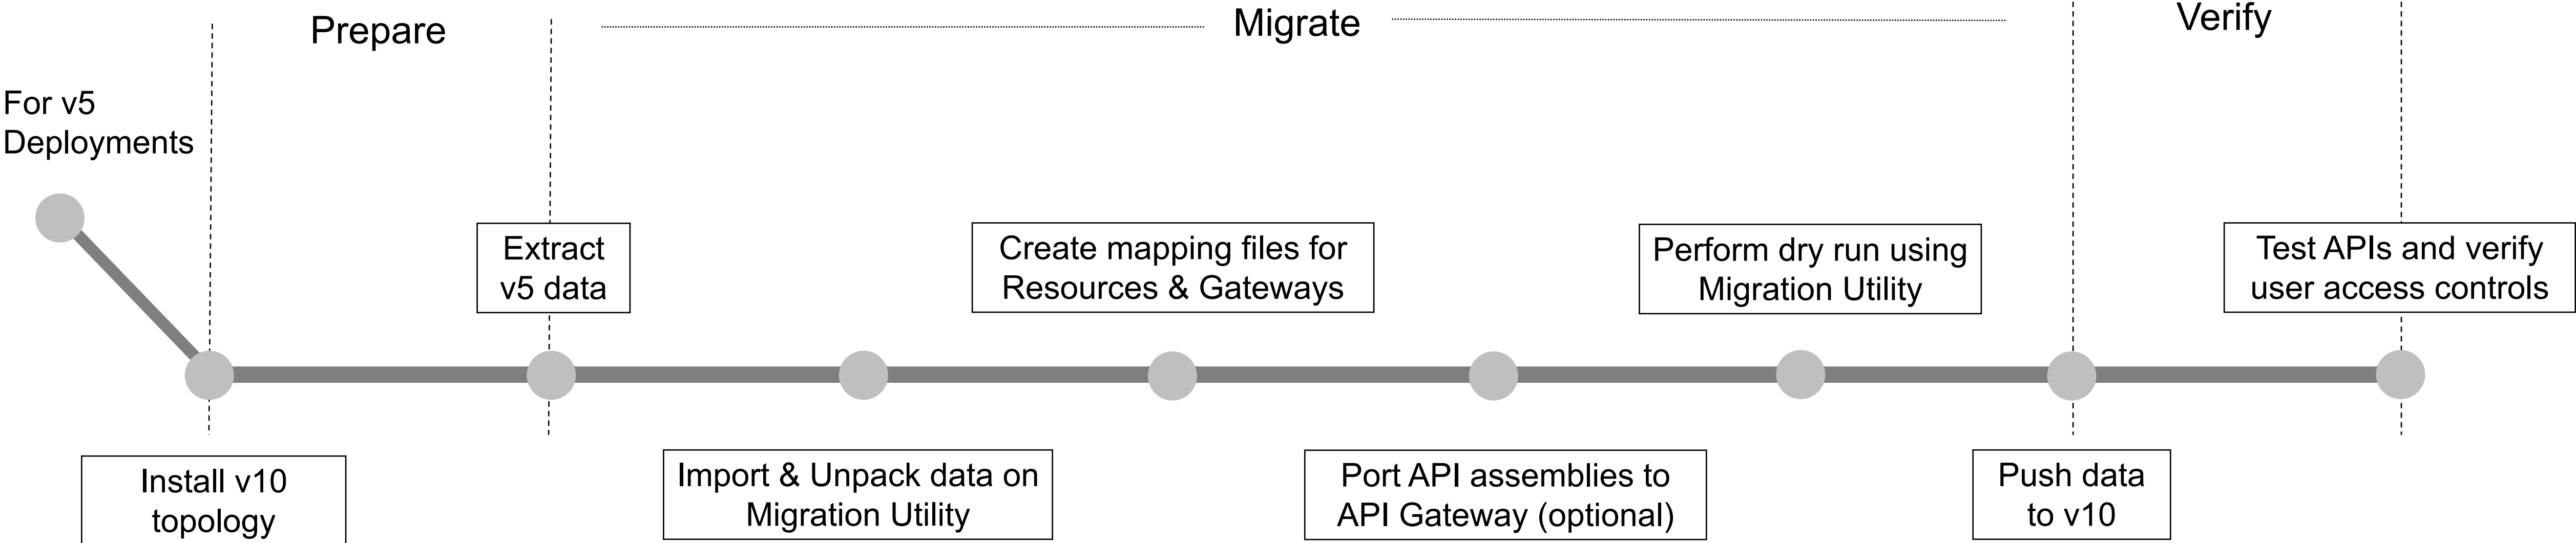 Prepare
Migrate
Verify
For v5
Deployments
Extract
v5 data
Create mapping files for
Resources & Gateways
Perform dry run using
Migration Utility
Test APIs and verify
user access controls
Install v10
topology
Import & Unpack data on
Migration Utility
Port API assemblies to
API Gateway (optional)
Push data
to v10